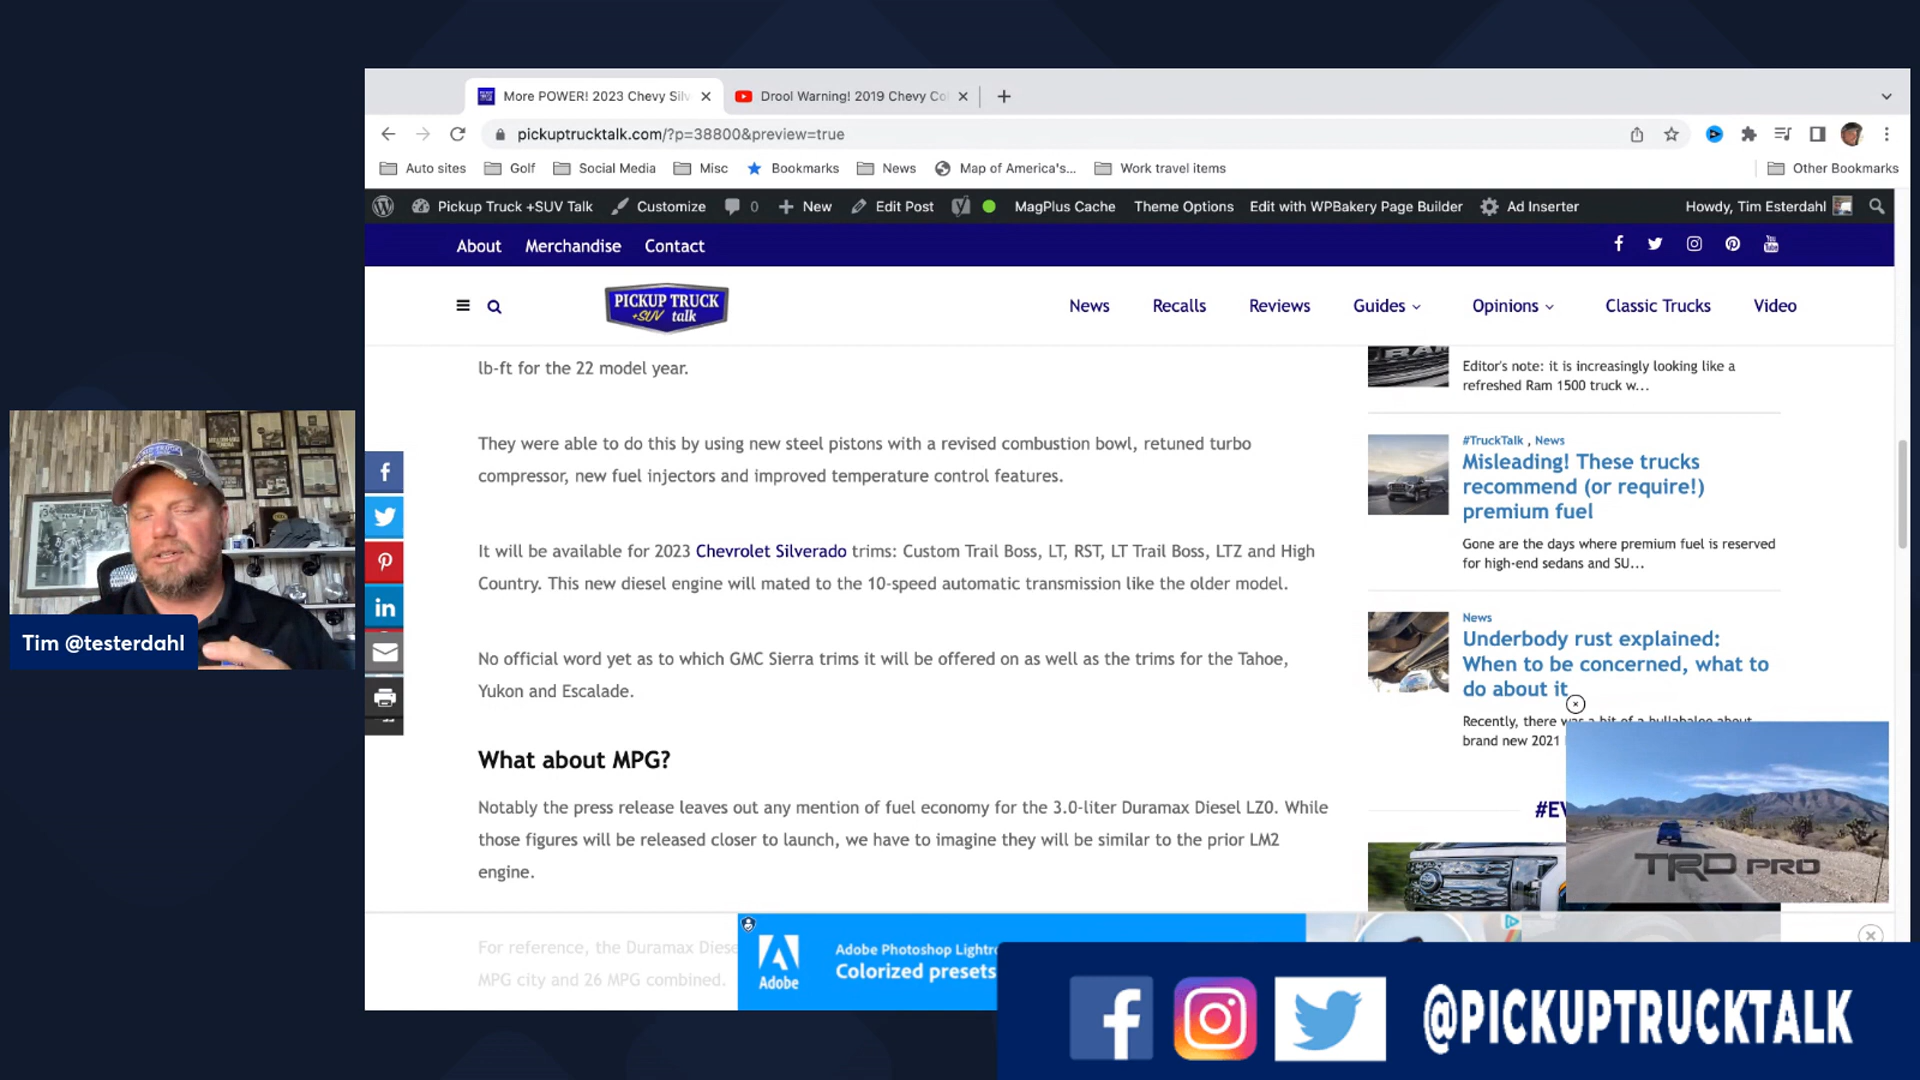 More POWER! 2023 Chevy Silv
Drool Warning! 2019 Chevy Co
pickuptrucktalk.com/?p=38800&preview=true
Auto sites Golf Social Media Misc Bookmarks News Map of America's... Work travel items Other Bookmarks
Pickup Truck +SUV Talk Customize 0 New Edit Post MagPlus Cache Theme Options Edit with WPBakery Page Builder Ad Inserter Howdy, Tim Esterdahl
About Merchandise Contact
PICKUP TRUCK
+SUV talk
News Recalls Reviews Guides Opinions Classic Trucks Video
lb-ft for the 22 model year.
They were able to do this by using new steel pistons with a revised combustion bowl, retuned turbo
compressor, new fuel injectors and improved temperature control features.
It will be available for 2023 Chevrolet Silverado trims: Custom Trail Boss, LT, RST, LT Trail Boss, LTZ and High
Country. This new diesel engine will mated to the 10-speed automatic transmission like the older model.
No official word yet as to which GMC Sierra trims it will be offered on as well as the trims for the Tahoe,
Yukon and Escalade.
What about MPG?
Notably the press release leaves out any mention of fuel economy for the 3.0-liter Duramax Diesel LZ0. While
those figures will be released closer to launch, we have to imagine they will be similar to the prior LM2
engine.
For reference, the Duramax Diese
MPG city and 26 MPG combined.
Editor's note: it is increasingly looking like a
refreshed Ram 1500 truck w...
#TruckTalk , News
Misleading! These trucks
recommend (or require!)
premium fuel
Gone are the days where premium fuel is reserved
for high-end sedans and SU...
News
Underbody rust explained:
When to be concerned, what to
do about it
Recently, there was a bit of a hullabaloo about
brand new 2021
#EV
TRD PRO
Adobe
Adobe Photoshop Lightro
Colorized presets
Tim @testerdahl
@PICKUPTRUCKTALK